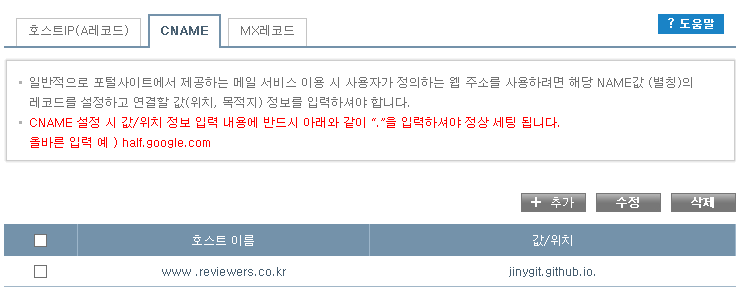 호스트IP(A레코드) CNAME MX레코드 ? 도움말
일반적으로 포털사이트에서 제공하는 메일 서비스 이용 시 사용자가 정의하는 웹 주소를 사용하려면 해당 NAME값 (별칭)의
레코드를 설정하고 연결할 값(위치, 목적지) 정보를 입력하셔야 합니다.
CNAME 설정 시 값/위치 정보 입력 내용에 반드시 아래와 같이 “.”을 입력하셔야 정상 세팅 됩니다.
올바른 입력 예 ) half.google.com
+ 추가 수정 삭제
호스트 이름 값/위치
www .reviewers.co.kr jinygit.github.io.